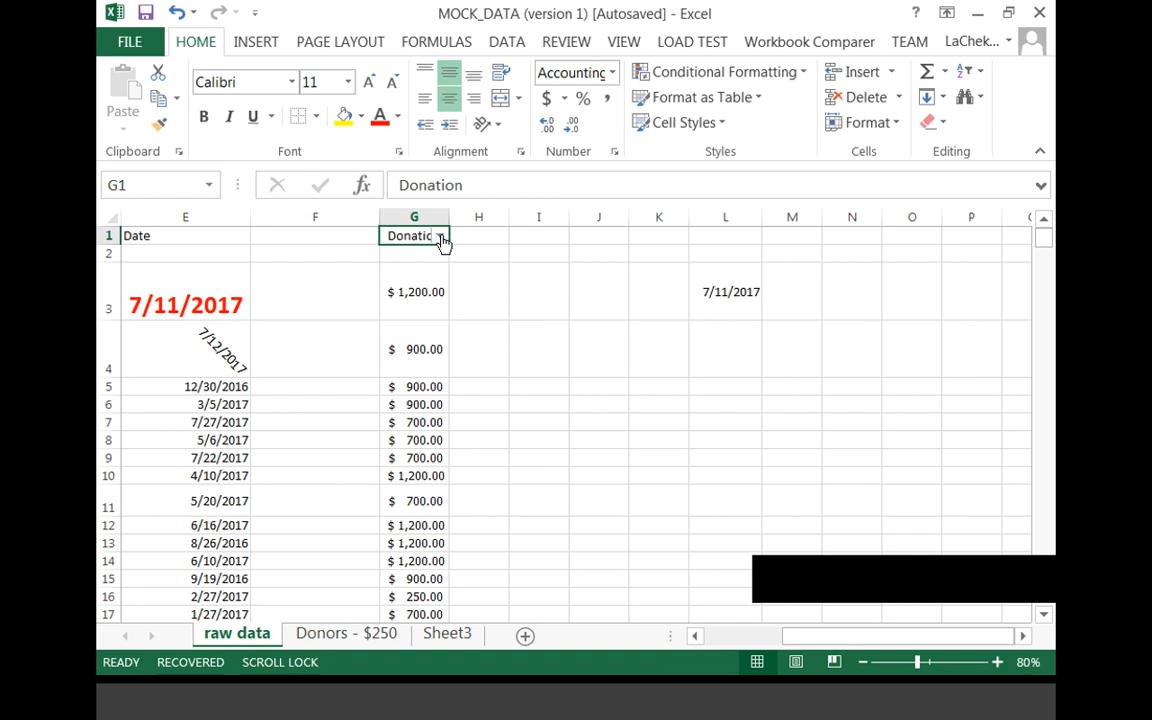 MOCK_DATA (version 1) [Autosaved] - Excel
FILE HOME INSERT PAGE LAYOUT FORMULAS DATA REVIEW VIEW LOAD TEST Workbook Comparer TEAM LaChek...
Calibri 11 Accounting Conditional Formatting Insert
Paste B I U $ % , Format as Table Delete
Cell Styles Format
Clipboard Font Alignment Number Styles Cells Editing
G1 fx Donation
E F G H I J K L M N O P
1 Date Donatic
2
3 7/11/2017 $ 1,200.00 7/11/2017
4 7/12/2017 $ 900.00
5 12/30/2016 $ 900.00
6 3/5/2017 $ 900.00
7 7/27/2017 $ 700.00
8 5/6/2017 $ 700.00
9 7/22/2017 $ 700.00
10 4/10/2017 $ 1,200.00
11 5/20/2017 $ 700.00
12 6/16/2017 $ 1,200.00
13 8/26/2016 $ 1,200.00
14 6/10/2017 $ 1,200.00
15 9/19/2016 $ 900.00
16 2/27/2017 $ 250.00
17 1/27/2017 $ 700.00
raw data Donors - $250 Sheet3
READY RECOVERED SCROLL LOCK 80%